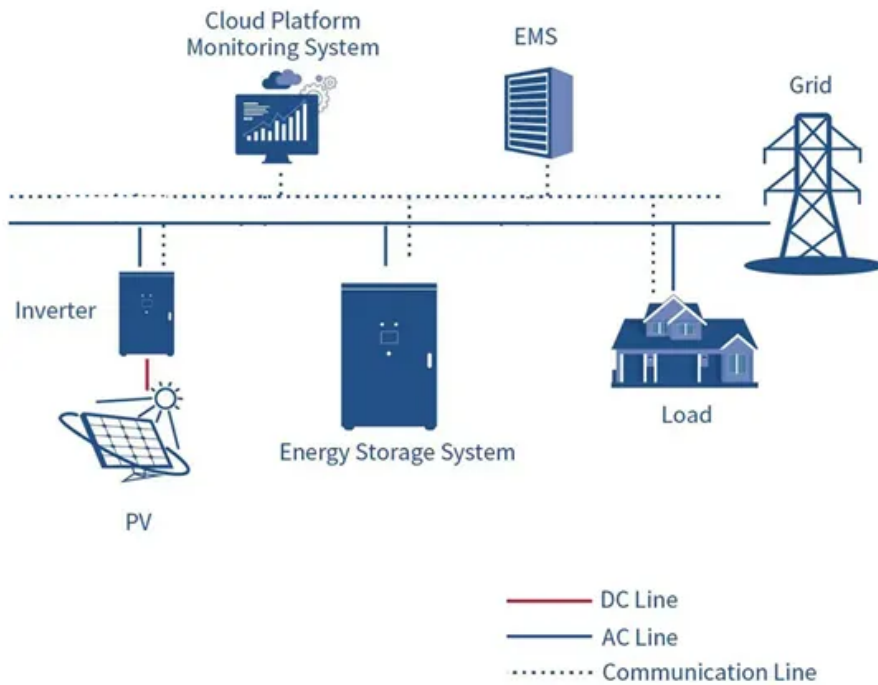 Cloud Platform
Monitoring System
EMS
Grid
Inverter
Energy Storage System
Load
PV
DC Line
AC Line
Communication Line